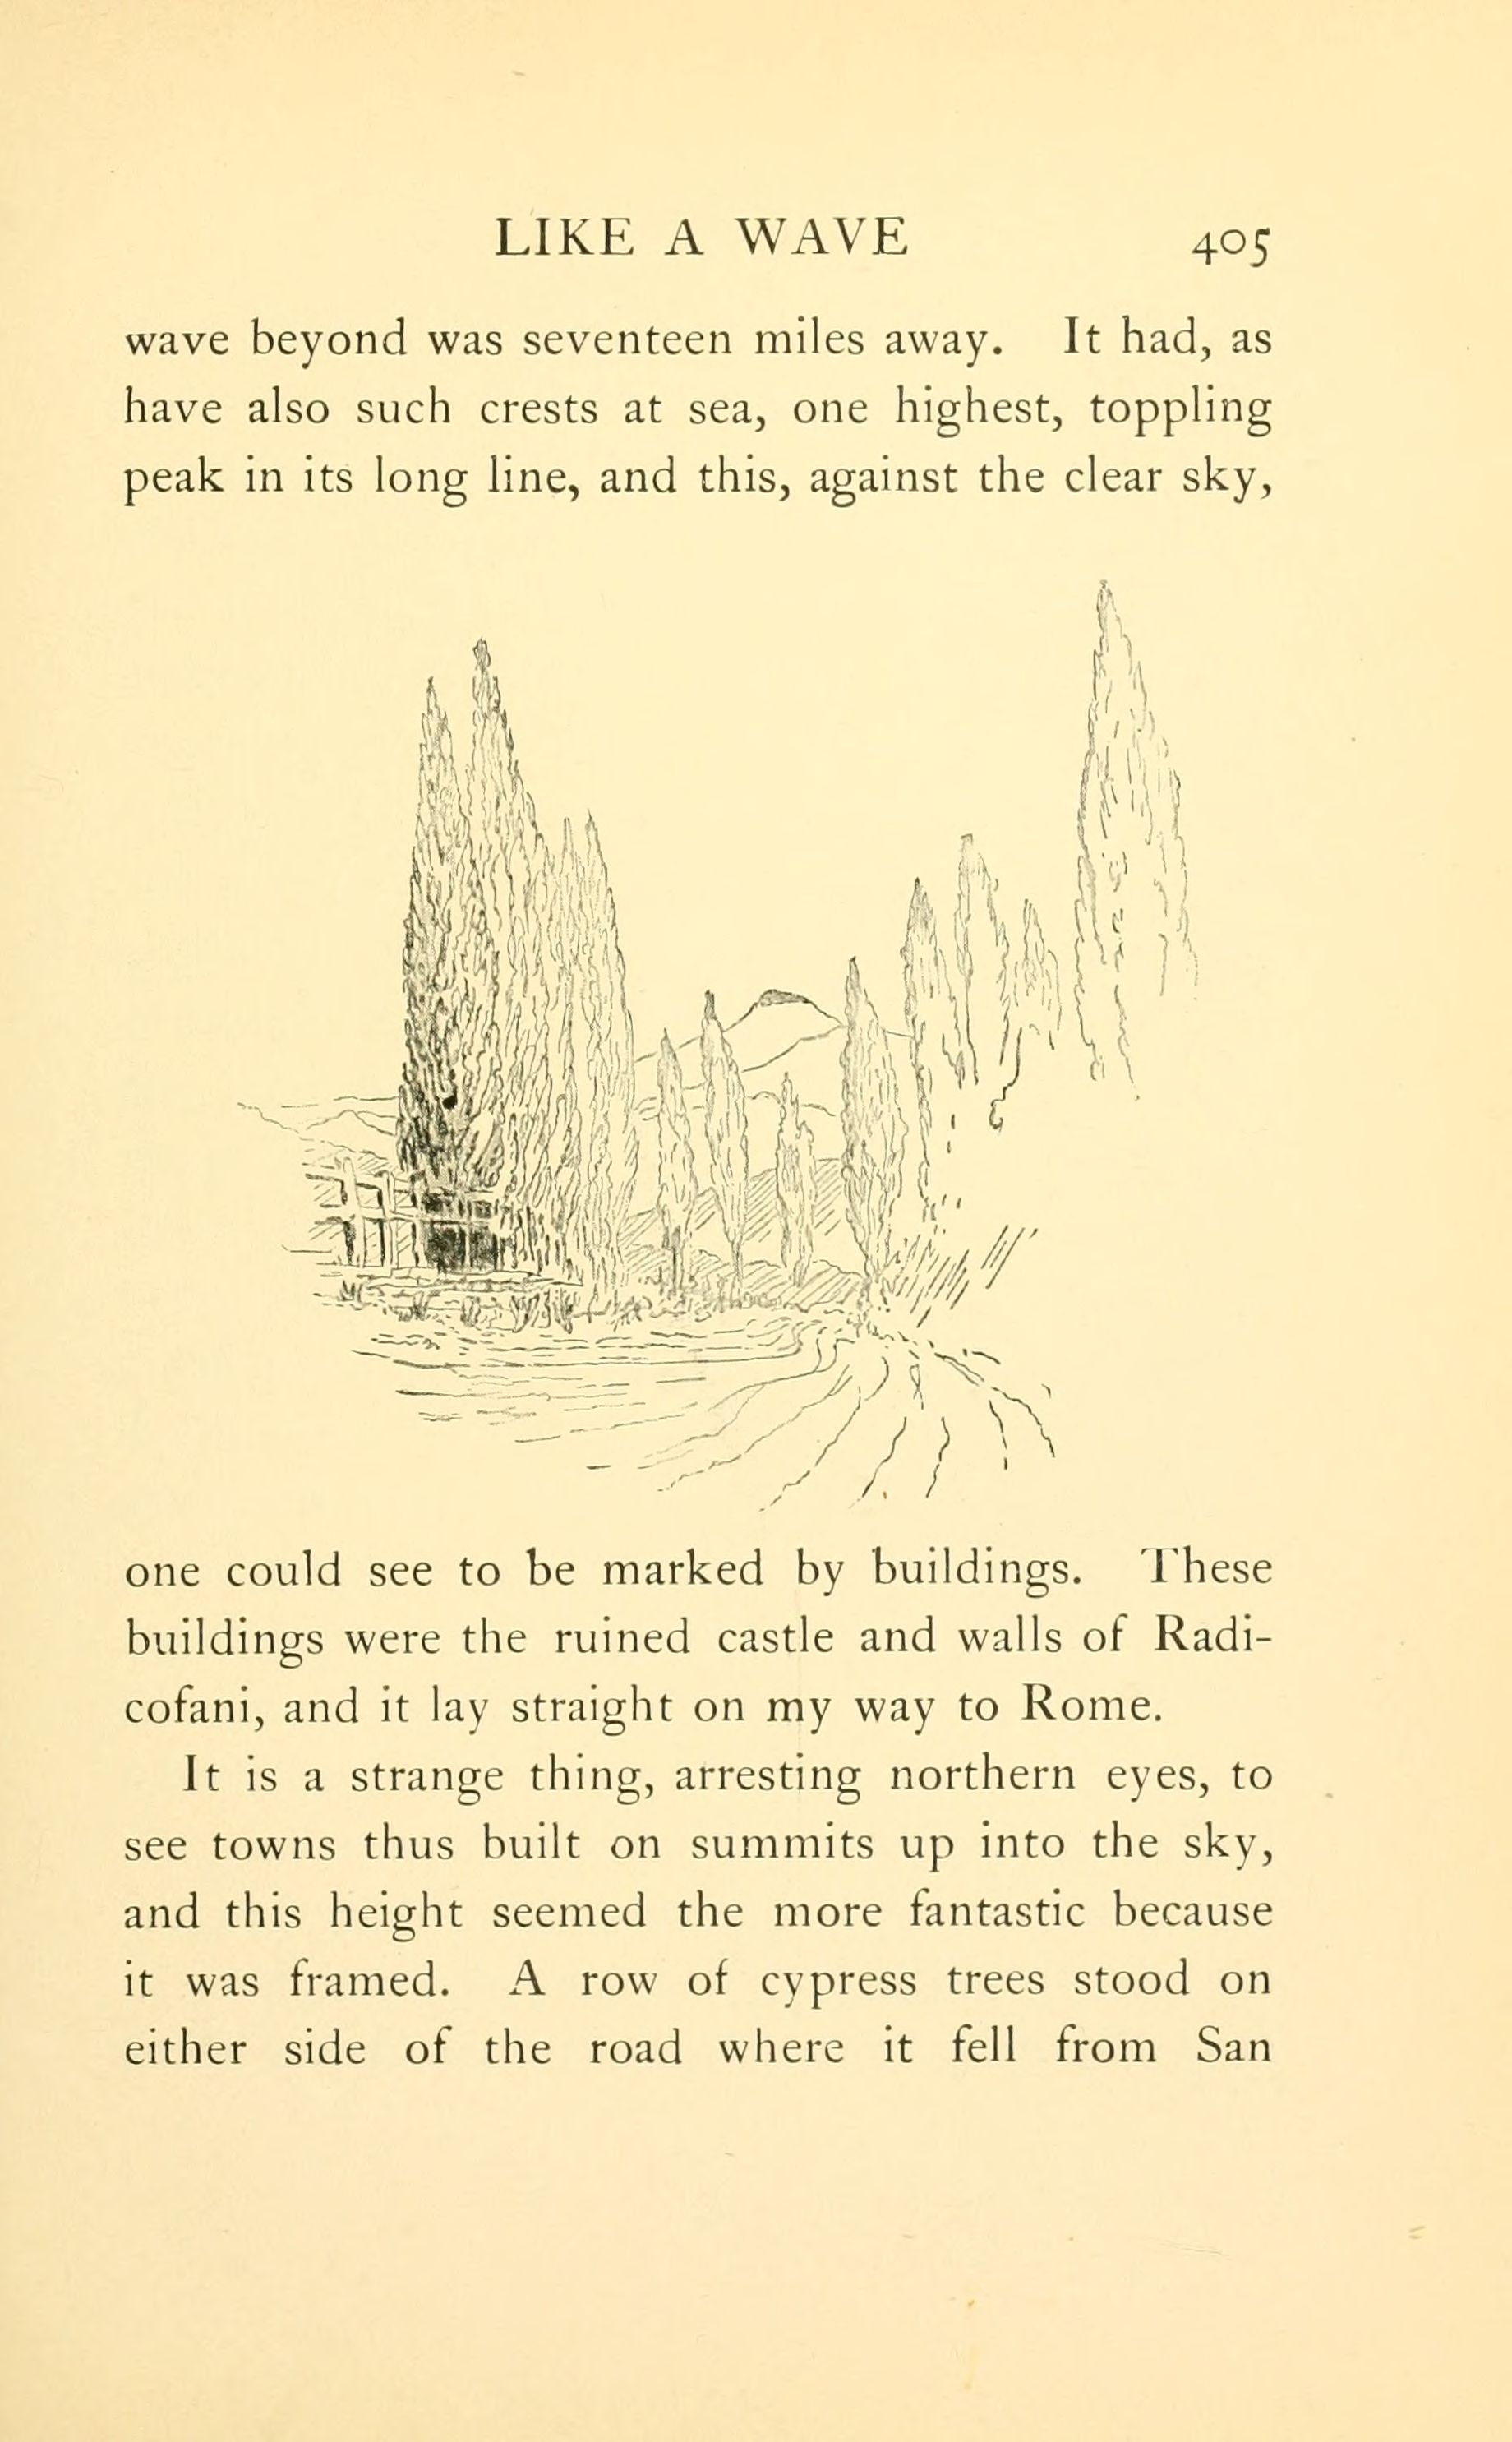 LIKE A WAVE 405
wave beyond was seventeen miles away. It had, as
have also such crests at sea, one highest, toppling
peak in its long line, and this, against the clear sky,
one could see to be marked by buildings. These
buildings were the ruined castle and walls of Radi-
cofani, and it lay straight on my way to Rome.
It is a strange thing, arresting northern eyes, to
see towns thus built on summits up into the sky,
and this height seemed the more fantastic because
it was framed. A row of cypress trees stood on
either side of the road where it fell from San